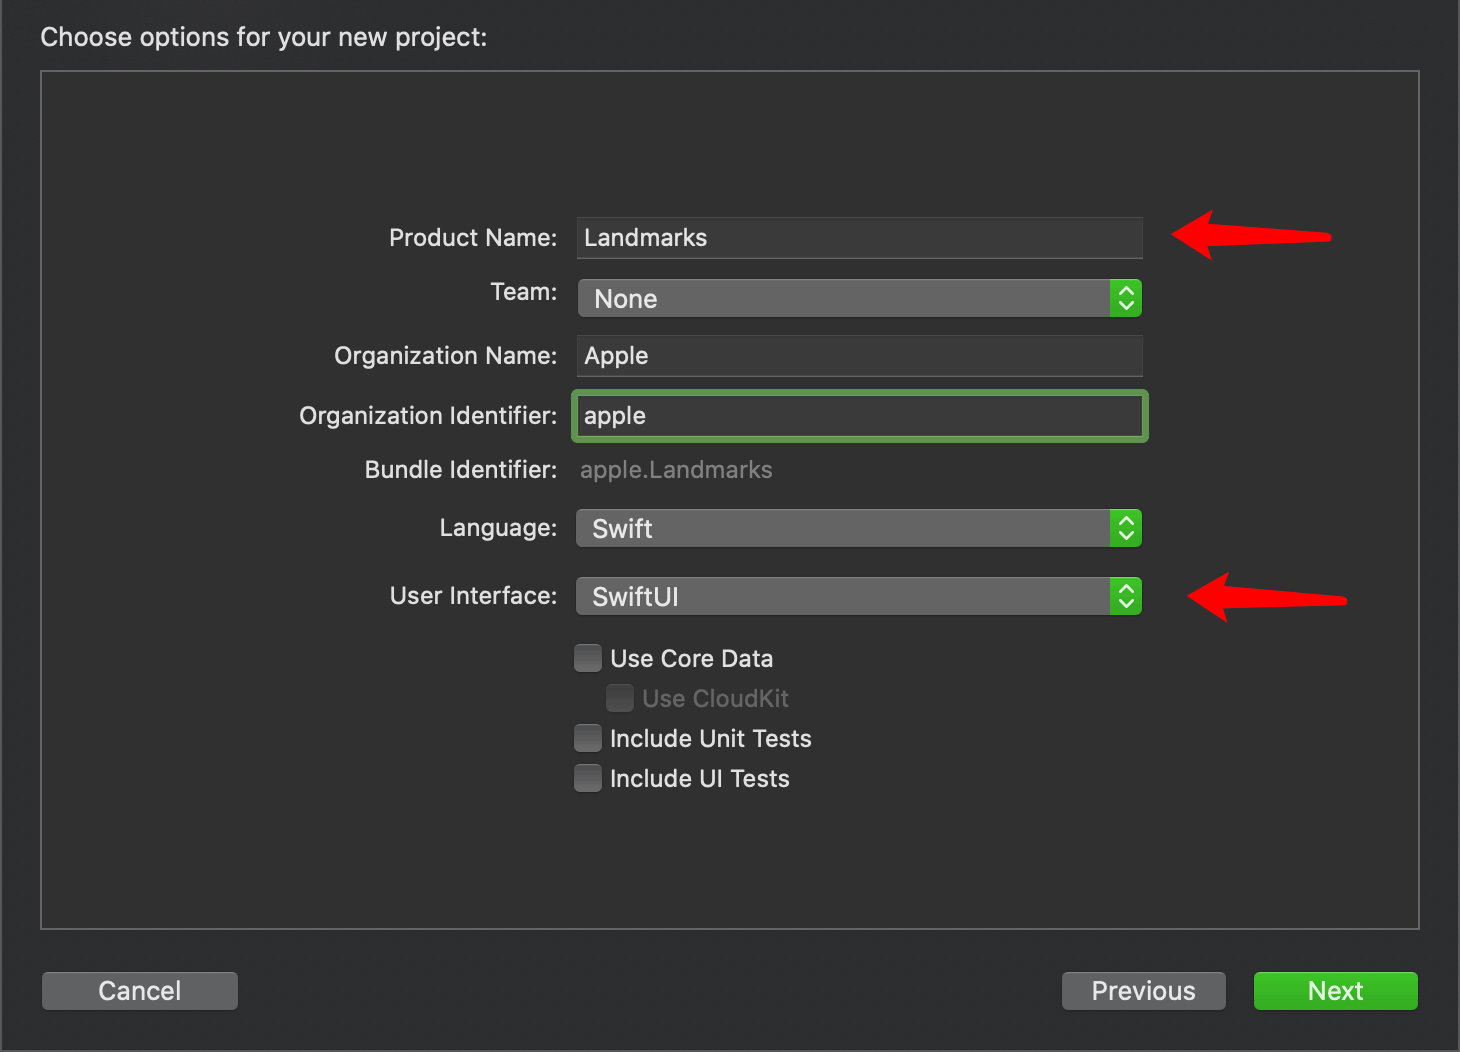 Choose options for your new project:
Product Name: Landmarks
Team: None
Organization Name: Apple
Organization Identifier: apple
Bundle Identifier: apple.Landmarks
Language: Swift
User Interface: SwiftUI
Use Core Data
Use CloudKit
Include Unit Tests
Include UI Tests
Cancel Previous Next